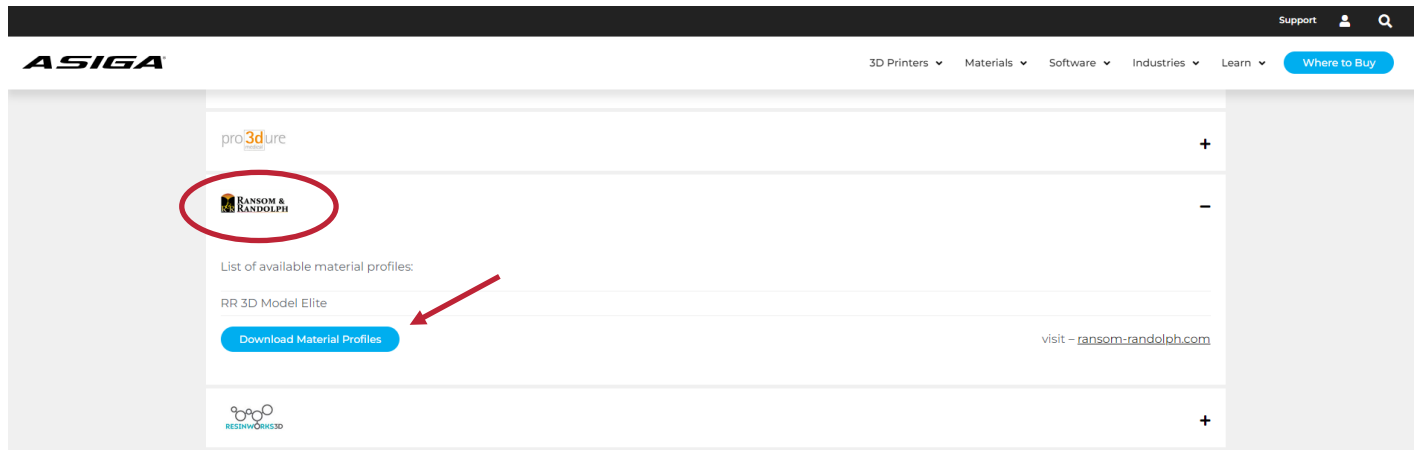 Support
ASIGA
3D Printers Materials Software Industries Learn Where to Buy
pro3dure
medical
+
RANSOM &
R&R RANDOLPH
–
List of available material profiles:
RR 3D Model Elite
Download Material Profiles
visit – ransom-randolph.com
RESINWORKS3D
+